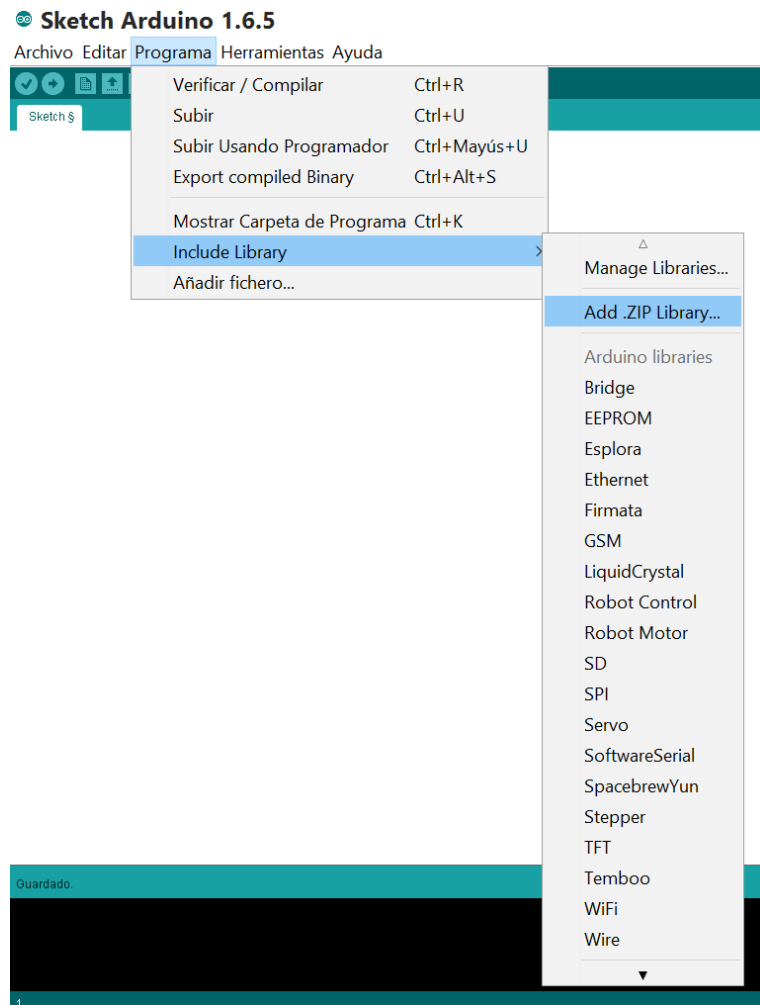 Sketch Arduino 1.6.5
Archivo Editar Programa Herramientas Ayuda
Sketch §
Verificar / Compilar Ctrl+R
Subir Ctrl+U
Subir Usando Programador Ctrl+Mayús+U
Export compiled Binary Ctrl+Alt+S
Mostrar Carpeta de Programa Ctrl+K
Include Library
Añadir fichero...
Manage Libraries...
Add .ZIP Library...
Arduino libraries
Bridge
EEPROM
Esplora
Ethernet
Firmata
GSM
LiquidCrystal
Robot Control
Robot Motor
SD
SPI
Servo
SoftwareSerial
SpacebrewYun
Stepper
TFT
Temboo
WiFi
Wire
Guardado.
1